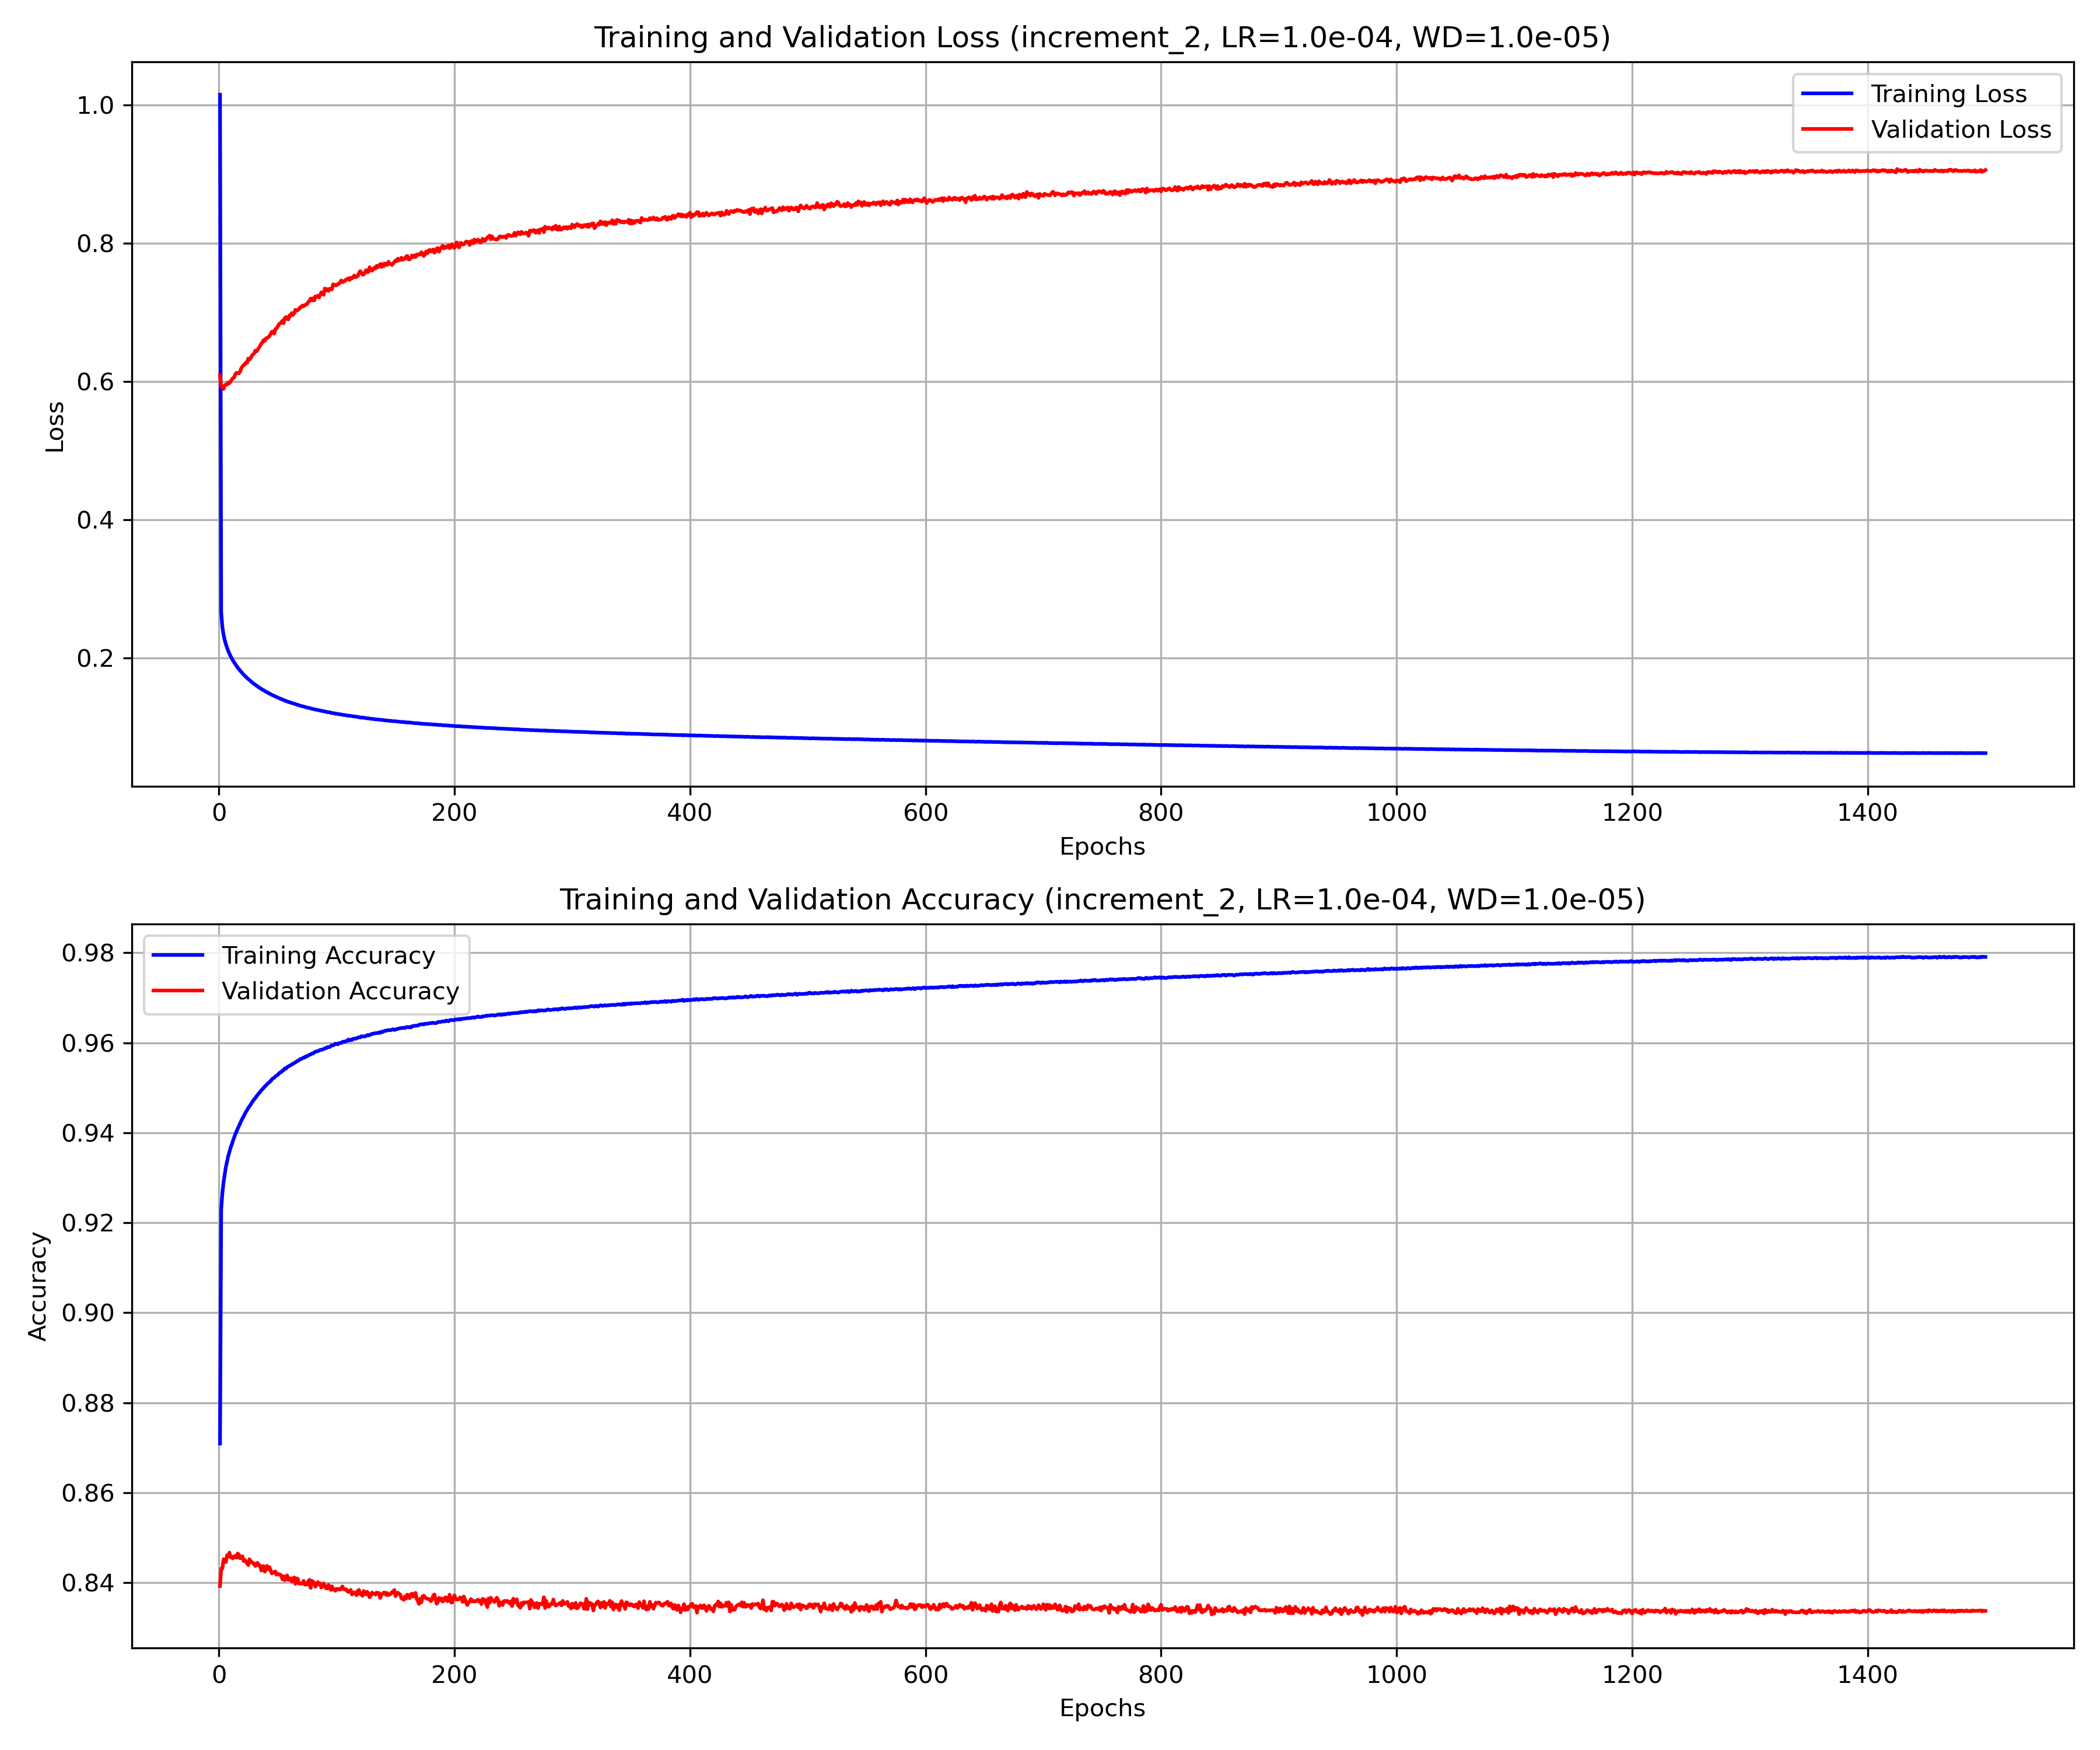 Training and Validation Loss (increment_2, LR=1.0e-04, WD=1.0e-05)
Training Loss
Validation Loss
1.0
0.8
0.6
0.4
0.2
Loss
0 200 400 600 800 1000 1200 1400
Epochs
Training and Validation Accuracy (increment_2, LR=1.0e-04, WD=1.0e-05)
Training Accuracy
Validation Accuracy
0.98
0.96
0.94
0.92
0.90
0.88
0.86
0.84
Accuracy
0 200 400 600 800 1000 1200 1400
Epochs